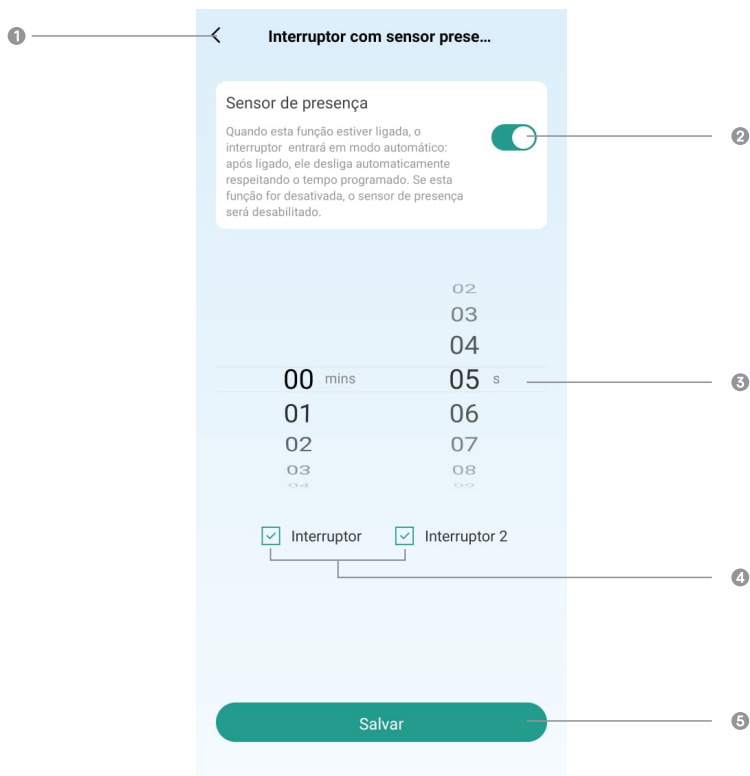 1
Interruptor com sensor prese...
Sensor de presença
Quando esta função estiver ligada, o
interruptor entrará em modo automático:
após ligado, ele desliga automaticamente
respeitando o tempo programado. Se esta
função for desativada, o sensor de presença
será desabilitado.
2
02
03
04
00 mins 05 s
3
01 06
02 07
03 08
04 09
Interruptor Interruptor 2
4
Salvar
5